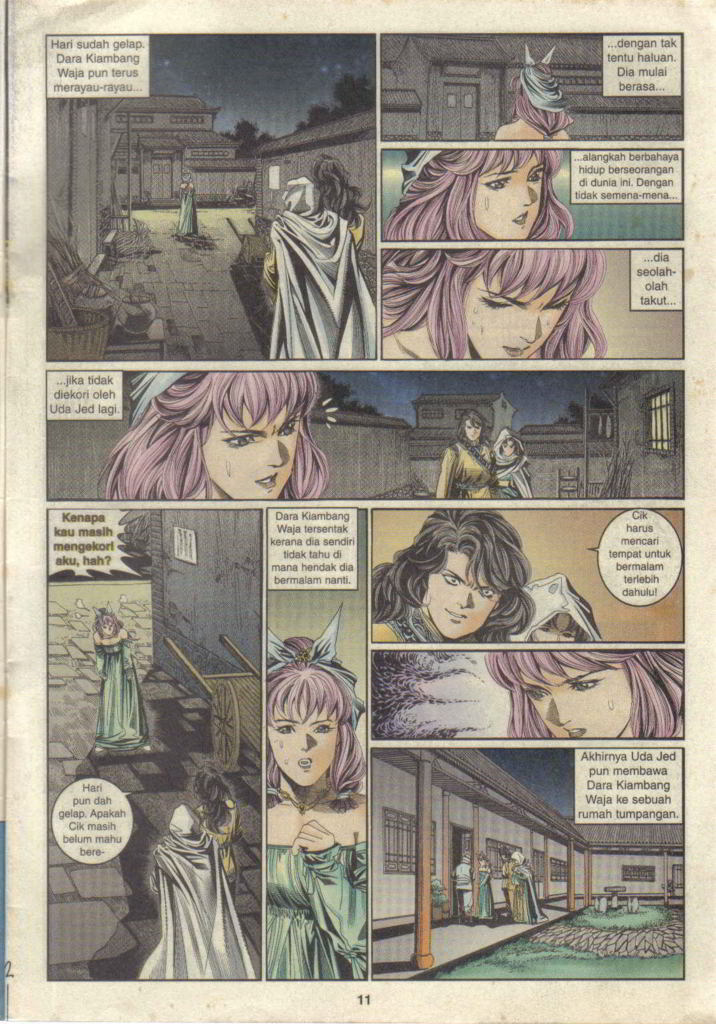 Hari sudah gelap.
Dara Kiambang
Waja pun terus
merayau-rayau...
...dengan tak
tentu haluan.
Dia mulai
berasa...
...alangkah berbahaya
hidup berseorangan
di dunia ini. Dengan
tidak semena-mena...
...dia
seolah-
olah
takut...
...jika tidak
diekori oleh
Uda Jed lagi.
Kenapa
kau masih
mengekori
aku, hah?
Hari
pun dah
gelap. Apakah
Cik masih
belum mahu
bere-
Dara Kiambang
Waja tersentak
kerana dia sendiri
tidak tahu di
mana hendak dia
bermalam nanti.
Cik
harus
mencari
tempat untuk
bermalam
terlebih
dahulu!
Akhirnya Uda Jed
pun membawa
Dara Kiambang
Waja ke sebuah
rumah tumpangan.
11
2